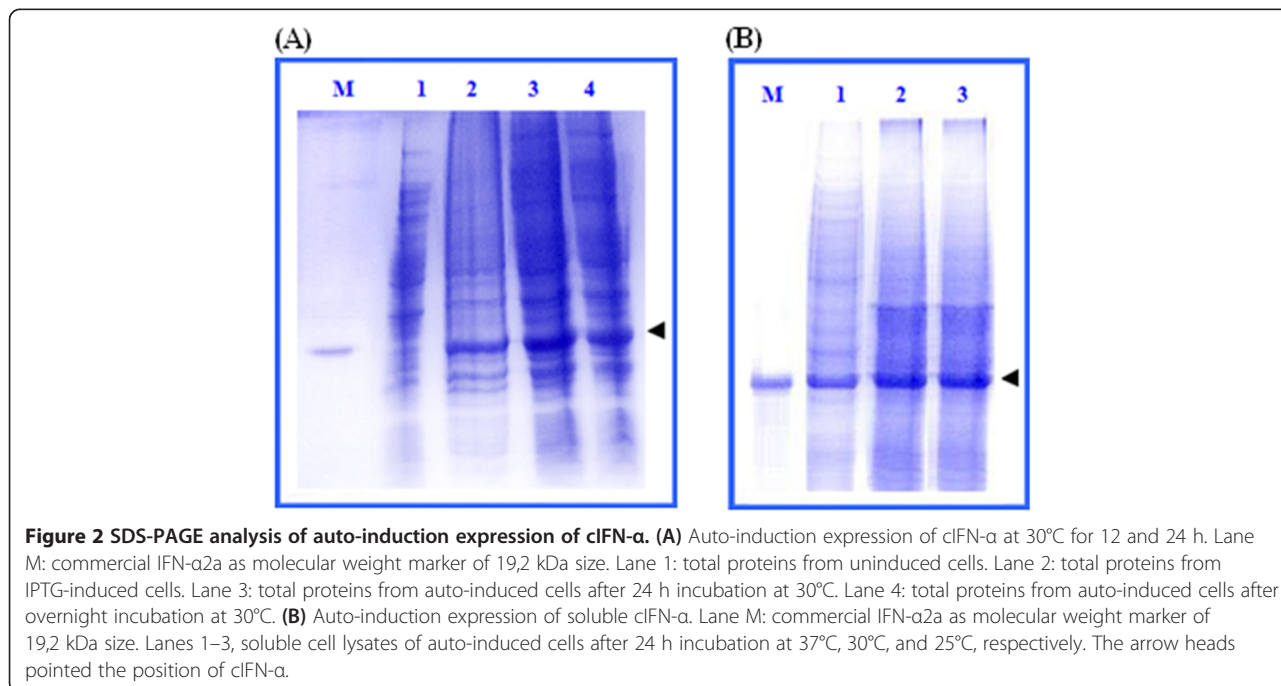 (A)
(B)
M 1 2 3 4
M 1 2 3
Figure 2 SDS-PAGE analysis of auto-induction expression of cIFN-α. (A) Auto-induction expression of cIFN-α at 30°C for 12 and 24 h. Lane
M: commercial IFN-α2a as molecular weight marker of 19,2 kDa size. Lane 1: total proteins from uninduced cells. Lane 2: total proteins from
IPTG-induced cells. Lane 3: total proteins from auto-induced cells after 24 h incubation at 30°C. Lane 4: total proteins from auto-induced cells after
overnight incubation at 30°C. (B) Auto-induction expression of soluble cIFN-α. Lane M: commercial IFN-α2a as molecular weight marker of
19,2 kDa size. Lanes 1–3, soluble cell lysates of auto-induced cells after 24 h incubation at 37°C, 30°C, and 25°C, respectively. The arrow heads
pointed the position of cIFN-α.